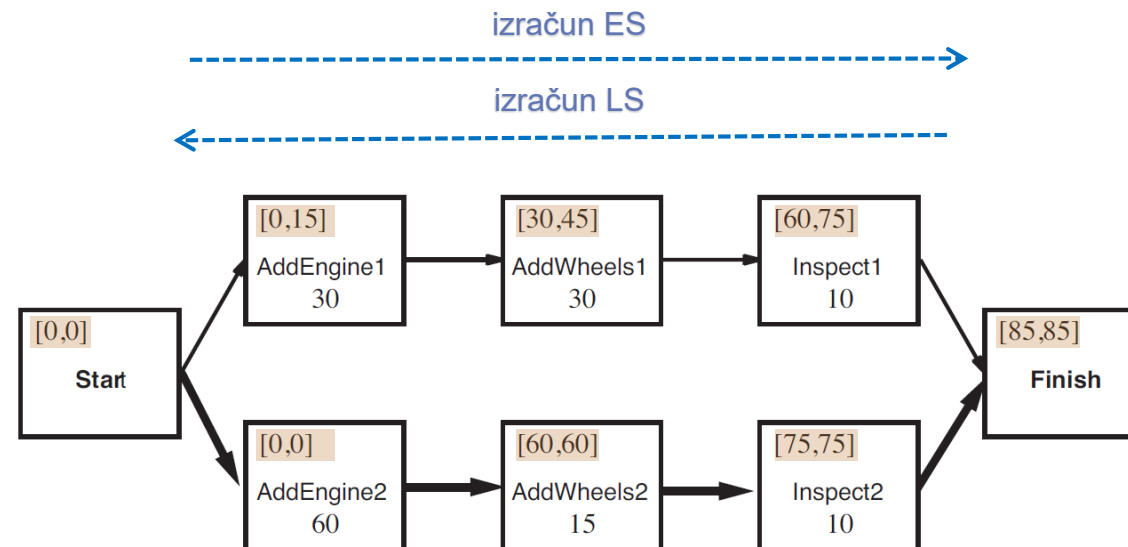 izračun ES
izračun LS
[0,15]
AddEngine1
30
[30,45]
AddWheels1
30
[60,75]
Inspect1
10
[0,0]
Start
[85,85]
Finish
[0,0]
AddEngine2
60
[60,60]
AddWheels2
15
[75,75]
Inspect2
10